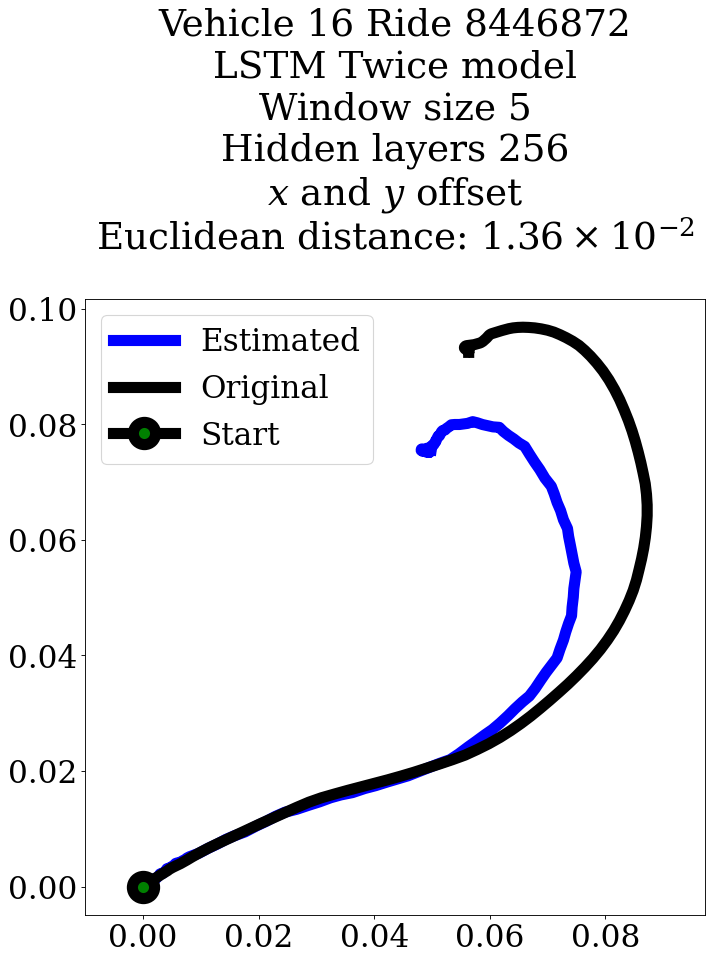 Vehicle 16 Ride 8446872
LSTM Twice model
Window size 5
Hidden layers 256
x and y offset
Euclidean distance: 1.36 × 10⁻²
0.10
0.08
0.06
0.04
0.02
0.00
Estimated
Original
Start
0.00 0.02 0.04 0.06 0.08